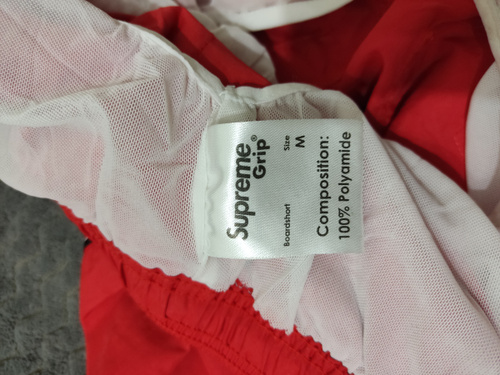 Supreme
Grip®
Boardshort
Size
M
Composition:
100% Polyamide